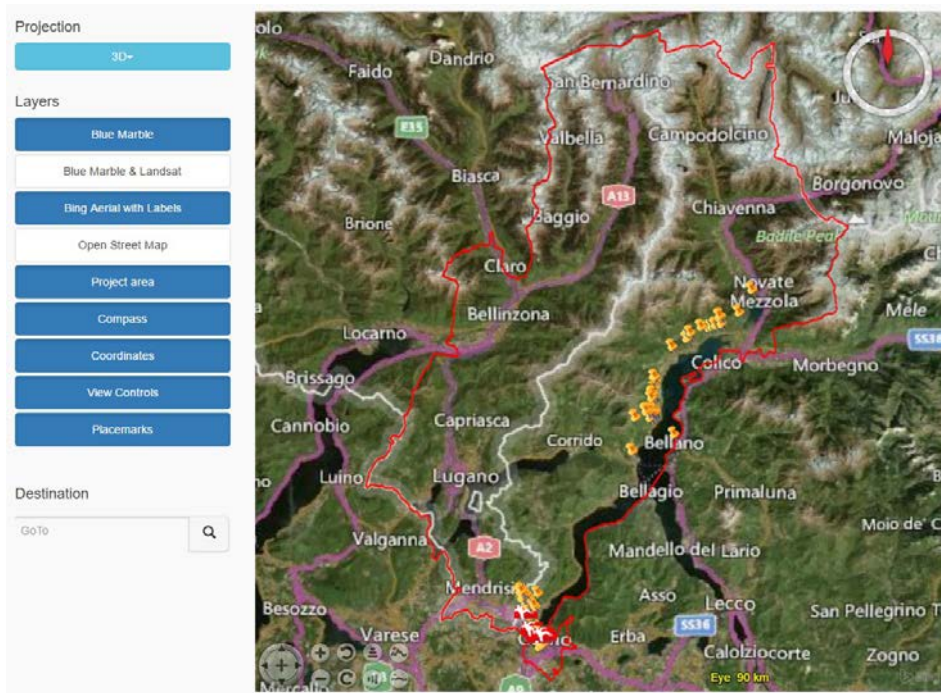 Projection
3D
Layers
Blue Marble
Blue Marble & Landsat
Bing Aerial with Labels
Open Street Map
Project area
Compass
Coordinates
View Controls
Placemarks
Destination
GoTo
Dandrio
Faido
San Bernardino
E35
Valbella
Campodolcino
Maloja
Biasca
A13
Borgonovo
Chiavenna
Brione
Baggio
Badile Peak
Claro
Novate
Mezzola
Bellinzona
Mele
Locarno
SS38
Colico
Morbegno
Brissago
Cannobio
Capriasca
Corrido
Bellano
Luino
Lugano
Bellagio
Primaluna
Moio de' C
Valganna
A2
Mandello del Lario
Mendrisi
Asso
Besozzo
Lecco
San Pellegrino T
SS36
Varese
Erba
Calolziocorte
Zogno
A9
Eye 90 km